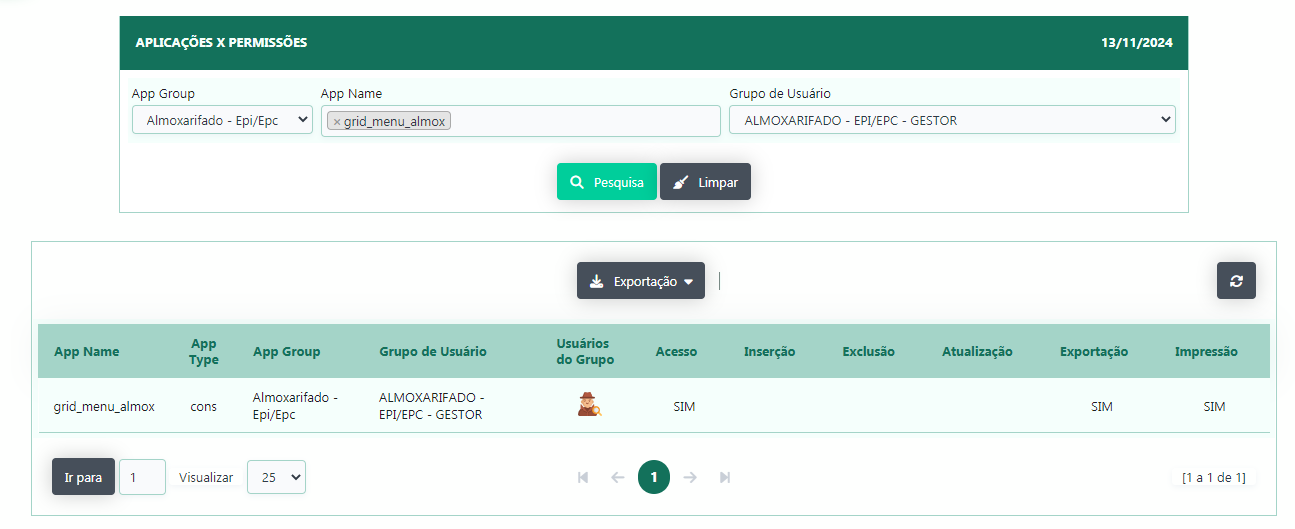 APLICAÇÕES X PERMISSÕES 13/11/2024
App Group App Name Grupo de Usuário
Almoxarifado - Epi/Epc × grid_menu_almox ALMOXARIFADO - EPI/EPC - GESTOR
Pesquisa Limpar
Exportação
App Name App Type App Group Grupo de Usuário Usuários do Grupo Acesso Inserção Exclusão Atualização Exportação Impressão
grid_menu_almox cons Almoxarifado - Epi/Epc ALMOXARIFADO - EPI/EPC - GESTOR SIM SIM SIM
Ir para 1 Visualizar 25 1 [1 a 1 de 1]